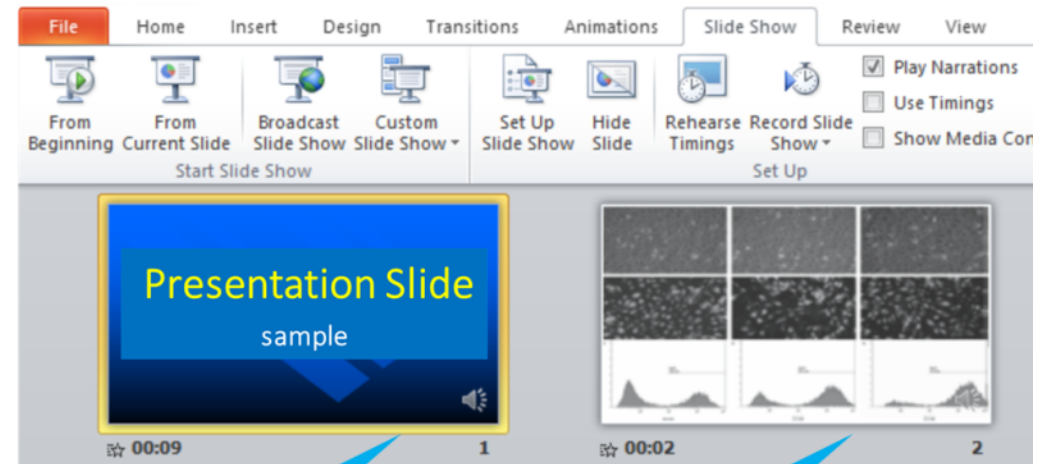 File Home Insert Design Transitions Animations Slide Show Review View
From Beginning
From Current Slide
Broadcast Slide Show
Custom Slide Show
Set Up Slide Show
Hide Slide
Rehearse Timings
Record Slide Show
Play Narrations
Use Timings
Show Media Con
Start Slide Show
Set Up
Presentation Slide
sample
00:09 1
00:02 2